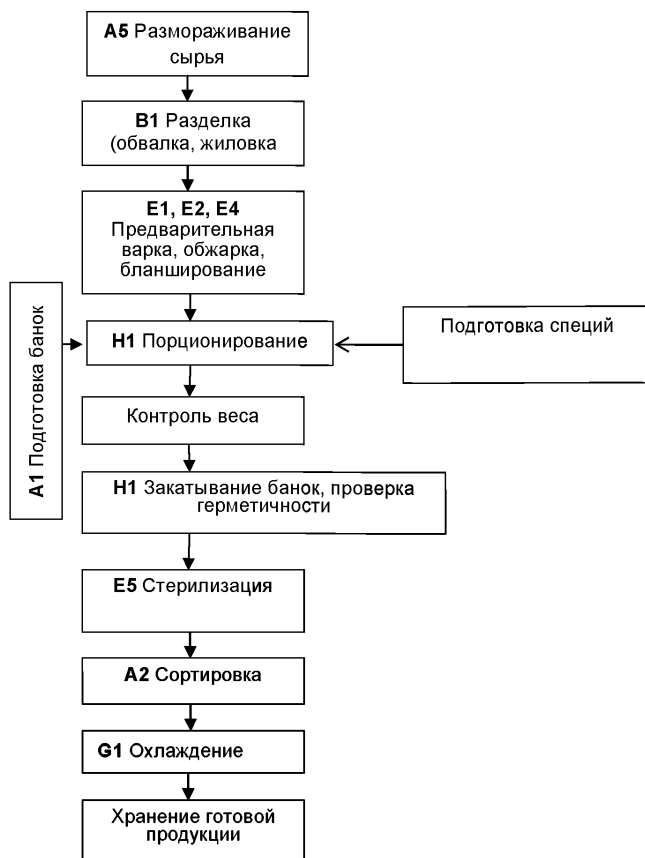 A5 Размораживание
сырья
B1 Разделка
(обвалка, жиловка
E1, E2, E4
Предварительная
варка, обжарка,
бланширование
A1 Подготовка банок
H1 Порционирование
Подготовка специй
Контроль веса
H1 Закатывание банок, проверка
герметичности
E5 Стерилизация
A2 Сортировка
G1 Охлаждение
Хранение готовой
продукции